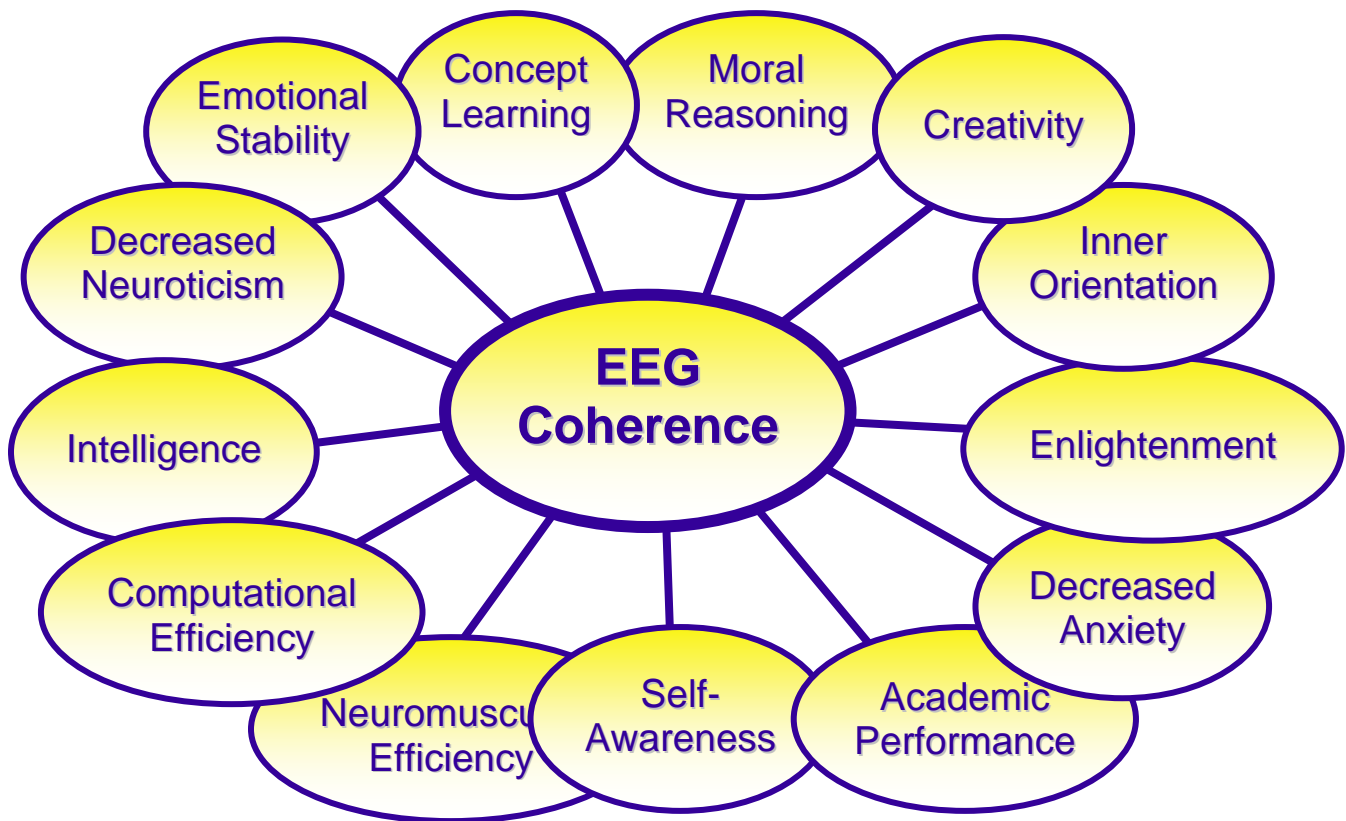 Concept
Learning
Moral
Reasoning
Emotional
Stability
Creativity
Decreased
Neuroticism
Inner
Orientation
EEG
Coherence
Intelligence
Enlightenment
Computational
Efficiency
Decreased
Anxiety
Neuromuscu
Efficiency
Self-
Awareness
Academic
Performance